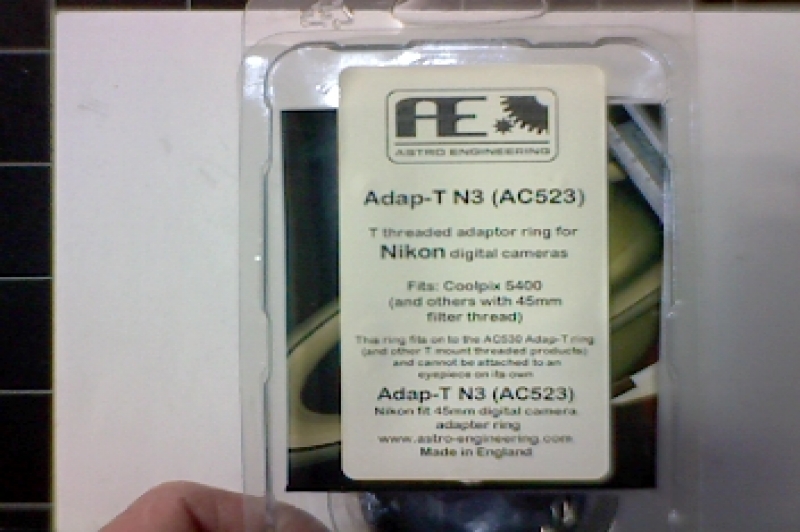 AE
ASTRO ENGINEERING
Adap-T N3 (AC523)
T threaded adaptor ring for
Nikon digital cameras
Fits: Coolpix 5400
(and others with 45mm
filter thread)
This ring fits on to the AC530 Adap-T ring
(and other T mount threaded products)
and cannot be attached to an
eyepiece on its own
Adap-T N3 (AC523)
Nikon fit 45mm digital camera
adapter ring
www.astro-engineering.com
Made in England